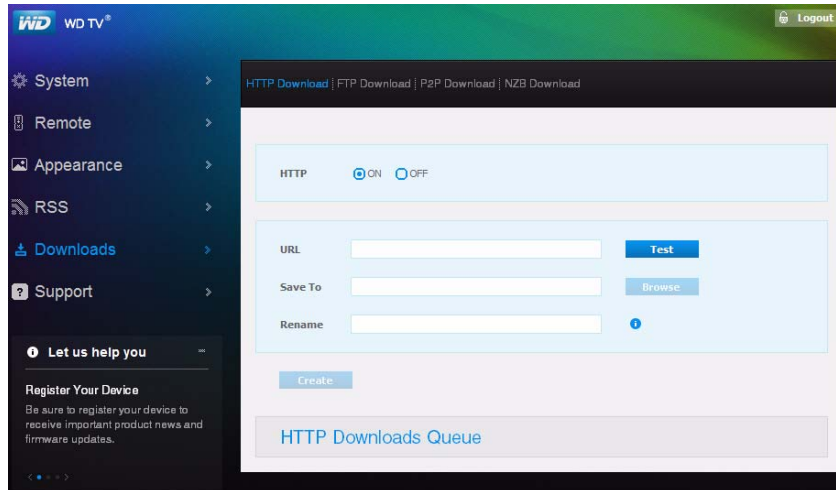 WD WD TV®
Logout
System
Remote
Appearance
RSS
Downloads
Support
Let us help you
Register Your Device
Be sure to register your device to
receive important product news and
firmware updates.
HTTP Download FTP Download P2P Download NZB Download
HTTP ON OFF
URL Test
Save To Browse
Rename
Create
HTTP Downloads Queue